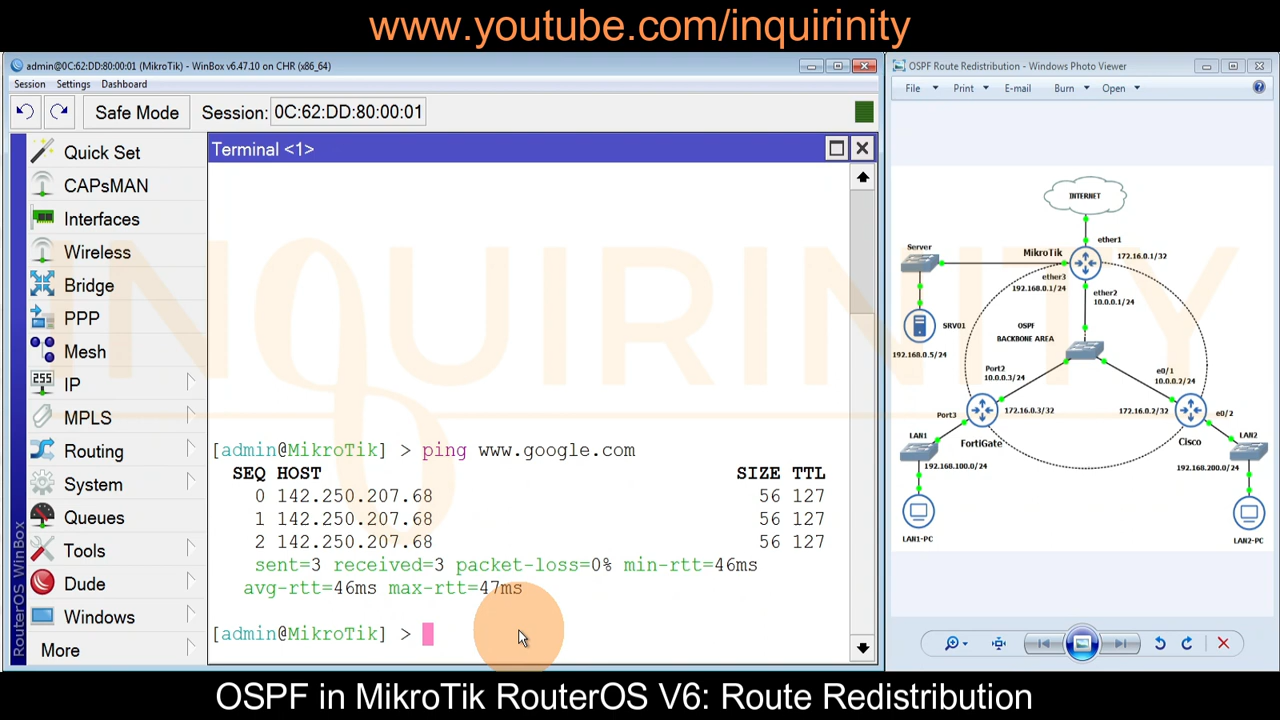 www.youtube.com/inquirinity
admin@0C:62:DD:80:00:01 (MikroTik) - WinBox v6.47.10 on CHR (x86_64)
Session Settings Dashboard
Safe Mode Session: 0C:62:DD:80:00:01
Quick Set
CAPsMAN
Interfaces
Wireless
Bridge
PPP
Mesh
255 IP
MPLS
Routing
System
Queues
Tools
Dude
Windows
More
RouterOS WinBox
Terminal <1>
[admin@MikroTik] > ping www.google.com
SEQ HOST SIZE TTL
0 142.250.207.68 56 127
1 142.250.207.68 56 127
2 142.250.207.68 56 127
sent=3 received=3 packet-loss=0% min-rtt=46ms
avg-rtt=46ms max-rtt=47ms
[admin@MikroTik] >
INQUIRINITY
OSPF Route Redistribution - Windows Photo Viewer
File Print E-mail Burn Open
INTERNET
ether1
Server
MikroTik
172.16.0.1/32
ether3
192.168.0.1/24
ether2
10.0.0.1/24
SRV01
OSPF
BACKBONE AREA
192.168.0.5/24
Port2
10.0.0.3/24
e0/1
10.0.0.2/24
Port3
172.16.0.3/32
172.16.0.2/32
e0/2
LAN1
FortiGate
Cisco
LAN2
192.168.100.0/24
192.168.200.0/24
LAN1-PC
LAN2-PC
OSPF in MikroTik RouterOS V6: Route Redistribution